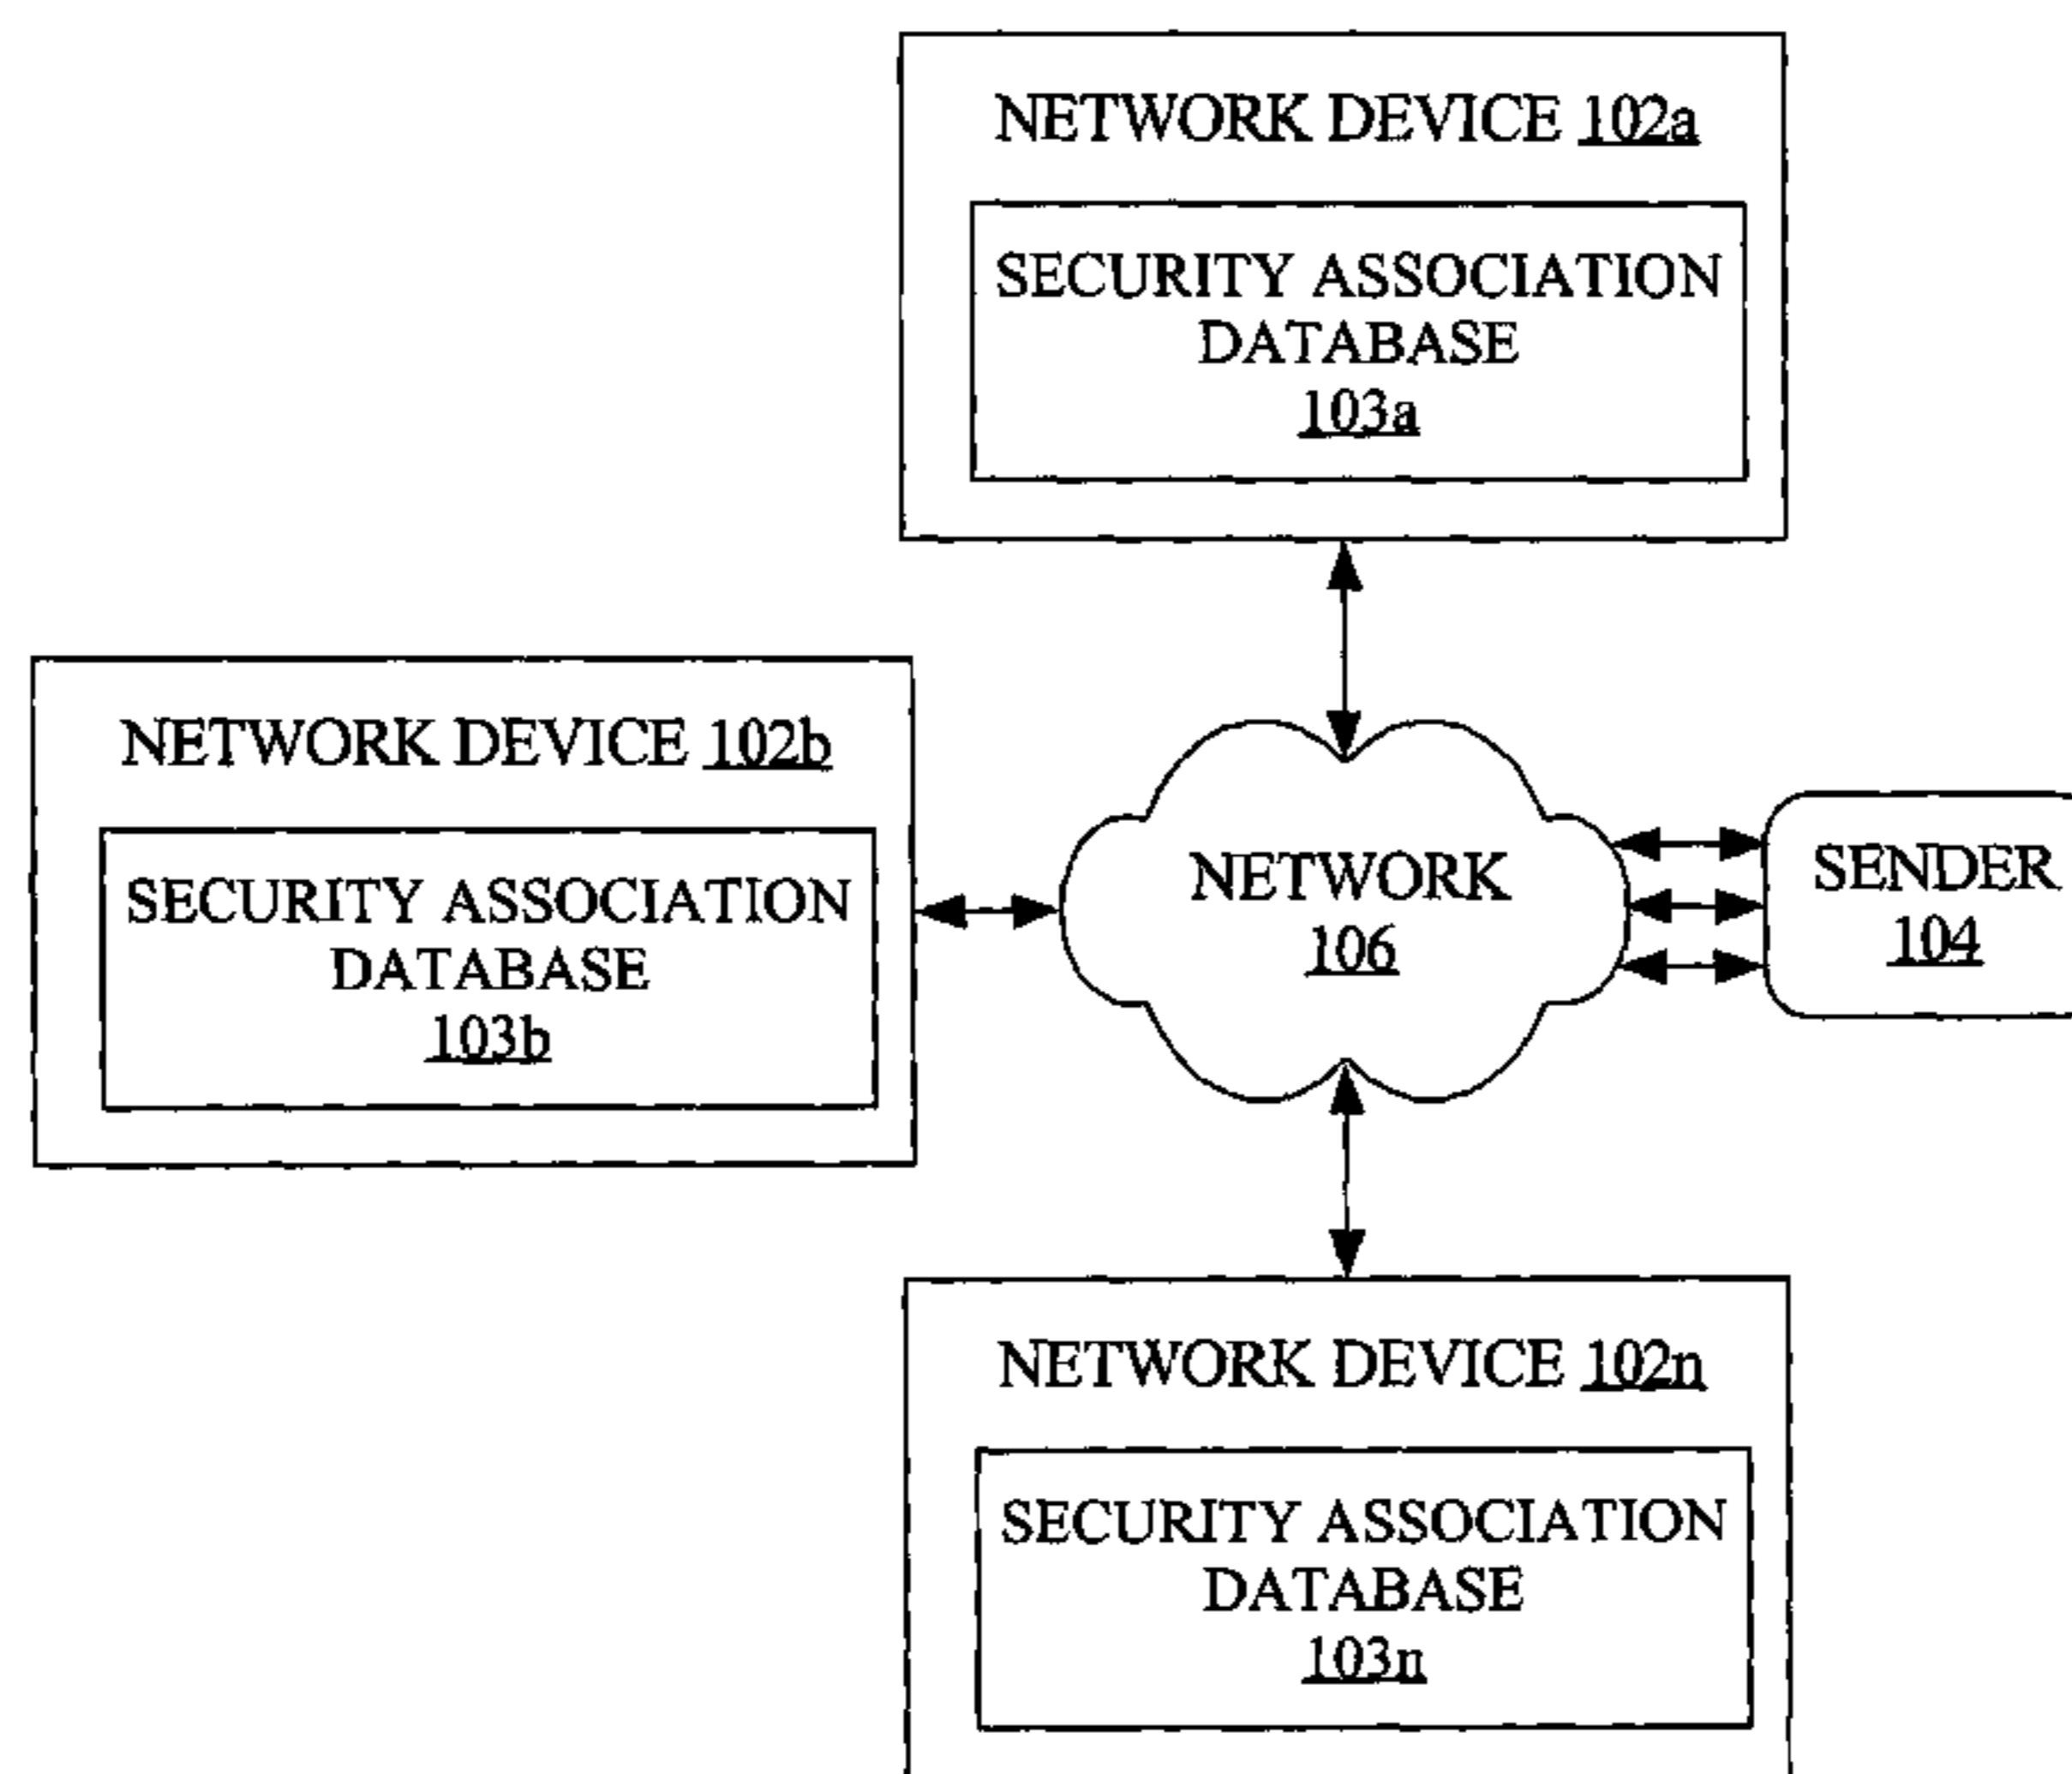 NETWORK DEVICE 102a
SECURITY ASSOCIATION
DATABASE
103a
NETWORK DEVICE 102b
SECURITY ASSOCIATION
DATABASE
103b
NETWORK
106
SENDER
104
NETWORK DEVICE 102n
SECURITY ASSOCIATION
DATABASE
103n